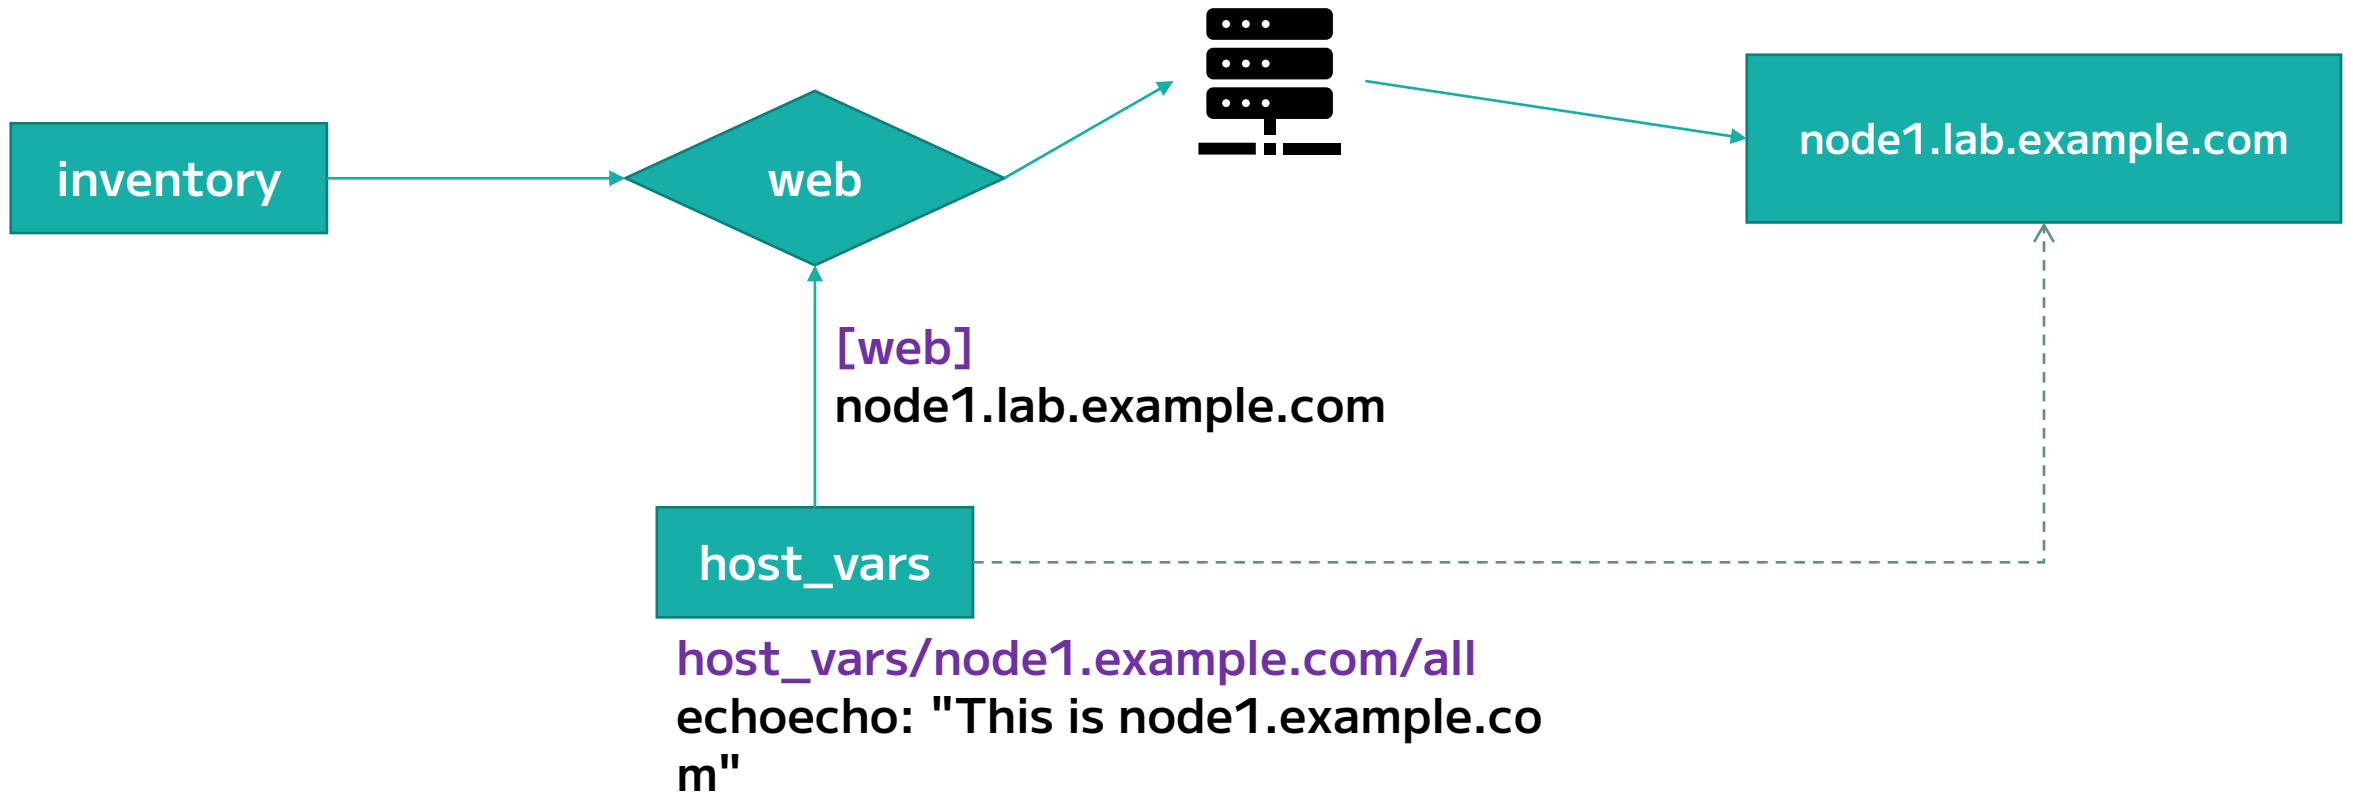 inventory
web
node1.lab.example.com
[web]
node1.lab.example.com
host_vars
host_vars/node1.example.com/all
echoecho: "This is node1.example.co
m"